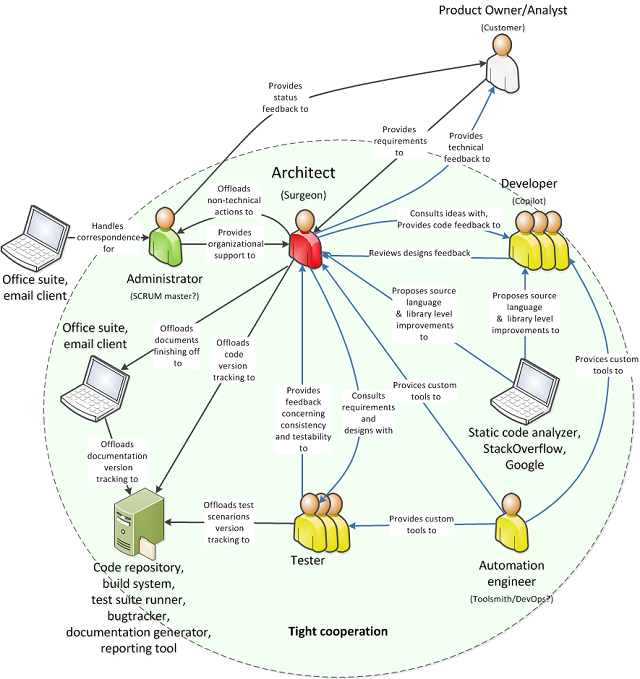 Product Owner/Analyst
(Customer)
Provides
status
feedback to
Provides
requirements
to
Provides
technical
feedback to
Architect
(Surgeon)
Developer
(Copilot)
Offloads
non-technical
actions to
Consults ideas with,
Provides code feedback to
Handles
correspondence
for
Provides
organizational
support to
Reviews designs feedback
Office suite,
email client
Administrator
(SCRUM master?)
Proposes source
language
& library level
improvements
to
Proposes source
language
& library level
improvements to
Office suite,
email client
Offloads
documents
finishing off
to
Offloads
code
version
tracking to
Provices custom
tools to
Provides
feedback
concerning
consistency
and testability
to
Consults
requirements
and
designs with
Provices custom
tools to
Static code analyzer,
StackOverflow,
Google
Offloads
documentation
version
tracking to
Offloads test
scenarions
version
tracking to
Provides custom
tools to
Tester
Automation
engineer
(Toolsmith/DevOps?)
Code repository,
build system,
test suite runner,
bugtracker,
documentation generator,
reporting tool
Tight cooperation